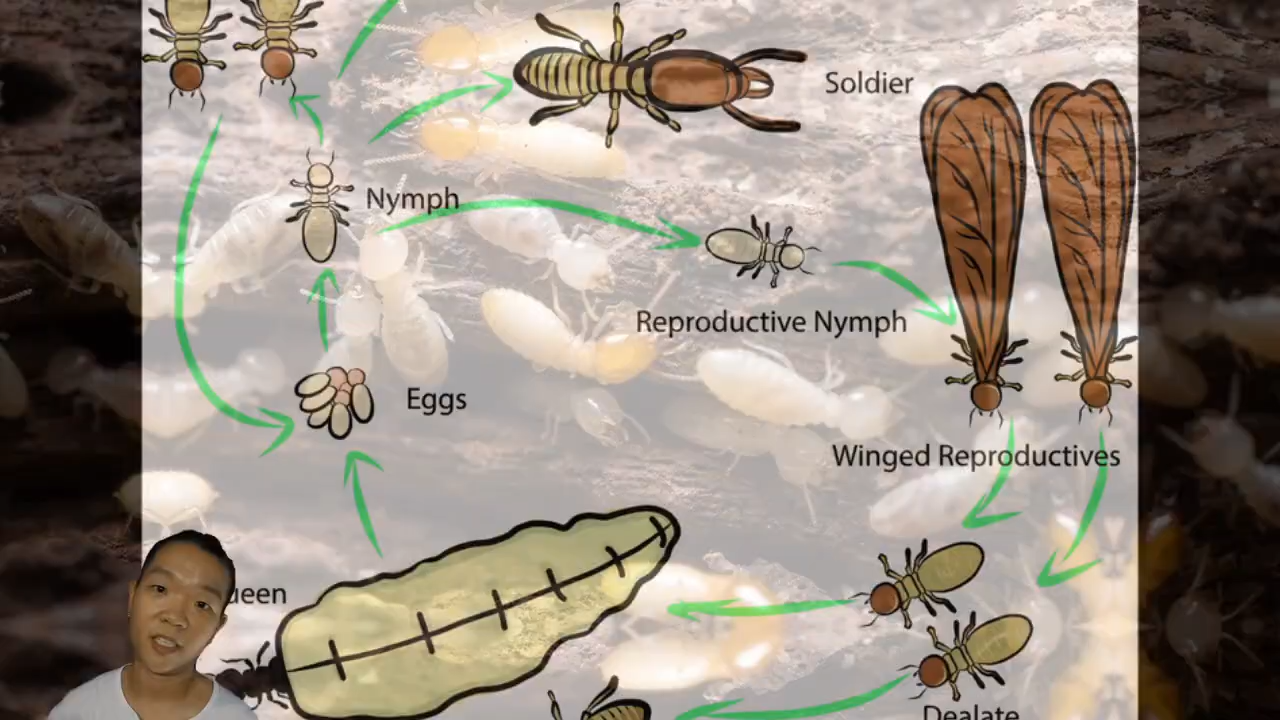 Soldier
Nymph
Reproductive Nymph
Eggs
Winged Reproductives
Dealate